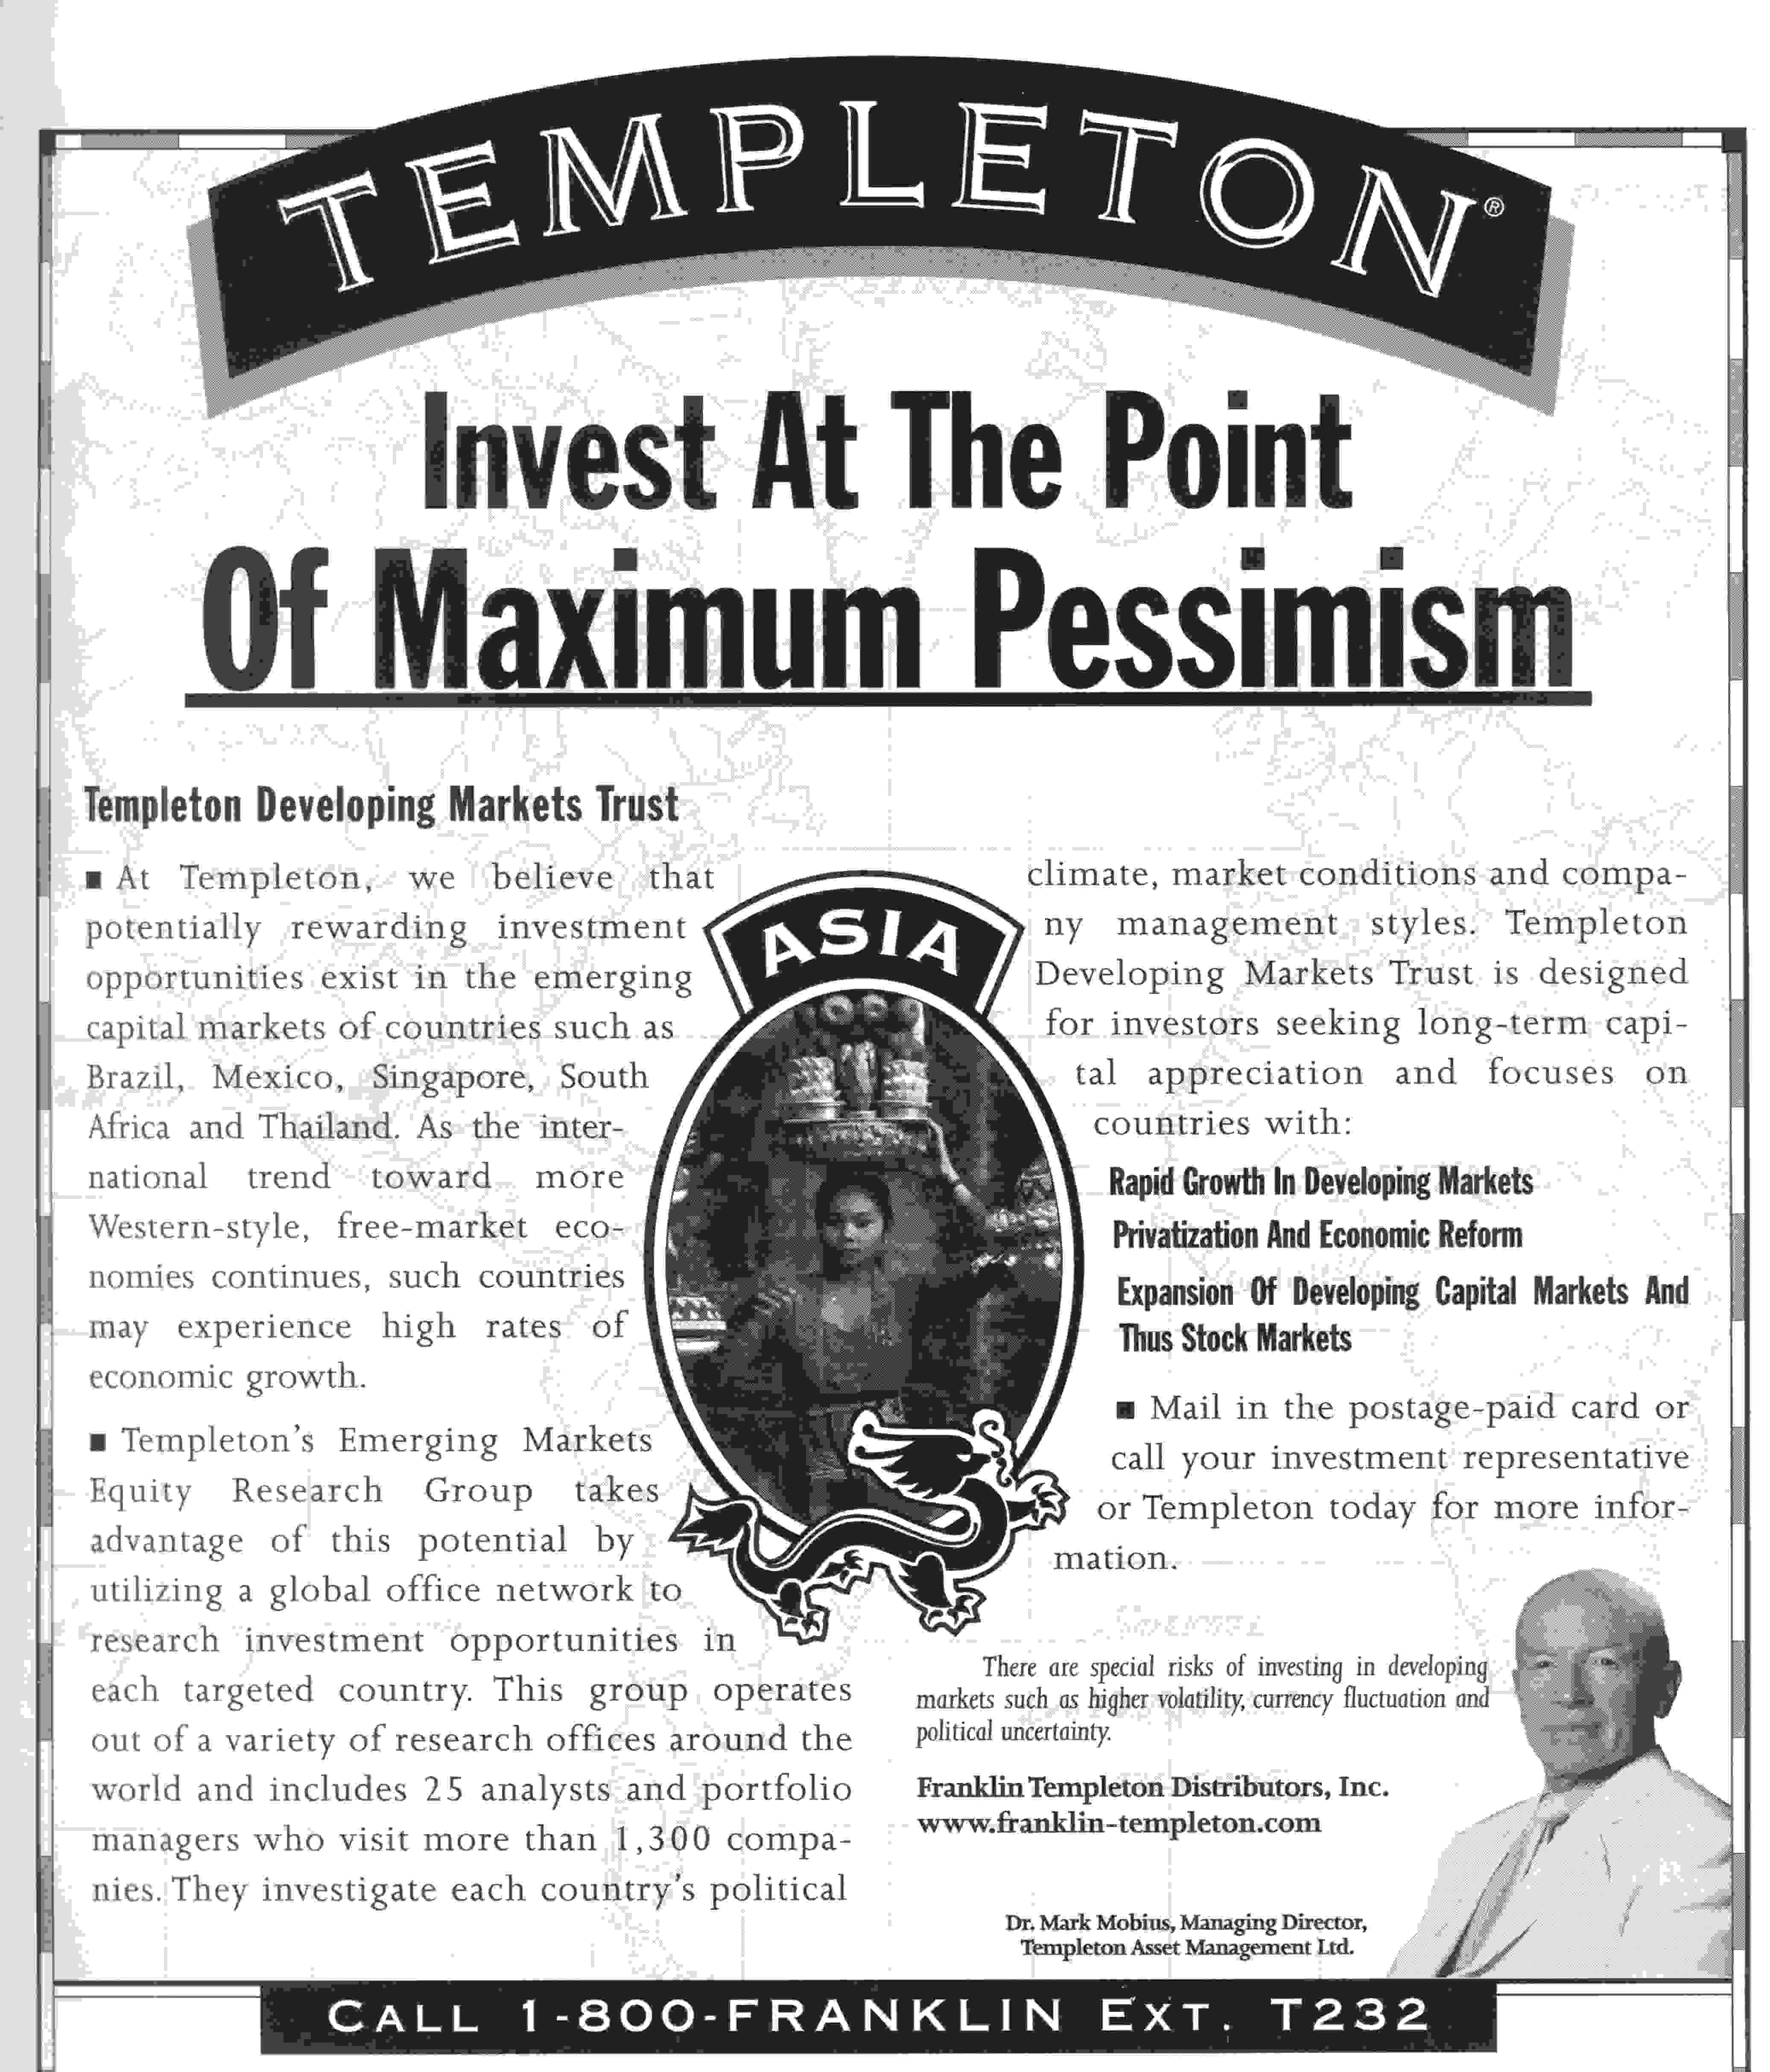 TEMPLETON®
Invest At The Point
Of Maximum Pessimism
Templeton Developing Markets Trust
■ At Templeton, we believe that
potentially rewarding investment
opportunities exist in the emerging
capital markets of countries such as
Brazil, Mexico, Singapore, South
Africa and Thailand. As the inter-
national trend toward more
Western-style, free-market eco-
nomies continues, such countries
may experience high rates of
economic growth.
■ Templeton's Emerging Markets
Equity Research Group takes
advantage of this potential by
utilizing a global office network to
research investment opportunities in
each targeted country. This group operates
out of a variety of research offices around the
world and includes 25 analysts and portfolio
managers who visit more than 1,300 compa-
nies. They investigate each country's political
ASIA
climate, market conditions and compa-
ny management styles. Templeton
Developing Markets Trust is designed
for investors seeking long-term capi-
tal appreciation and focuses on
countries with:
Rapid Growth In Developing Markets
Privatization And Economic Reform
Expansion Of Developing Capital Markets And
Thus Stock Markets
■ Mail in the postage-paid card or
call your investment representative
or Templeton today for more infor-
mation.
There are special risks of investing in developing
markets such as higher volatility, currency fluctuation and
political uncertainty.
Franklin Templeton Distributors, Inc.
www.franklin-templeton.com
Dr. Mark Mobius, Managing Director,
Templeton Asset Management Ltd.
CALL 1-800-FRANKLIN EXT. T232